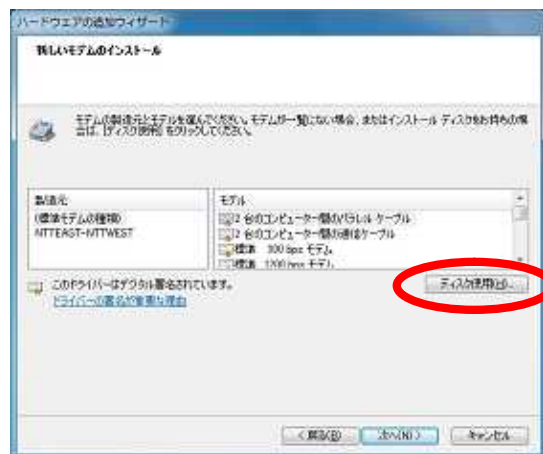 ハードウェアの追加ウィザード
新しいモデムのインストール
モデムの製造元とモデルを選んでください。モデムが一覧にない場合、またはインストール ディスクをお持ちの場
合は、[ディスク使用] をクリックしてください。
製造元
(標準モデムの種類)
NTTEAST-NTTWEST
モデル
2 台のコンピューター間のパラレル ケーブル
2 台のコンピューター間の通信ケーブル
標準 300 bps モデム
標準 1200 bps モデム
このドライバーはデジタル署名されています。
ドライバーの署名が重要な理由
ディスク使用(H)...
< 戻る(B)
次へ(N) >
キャンセル